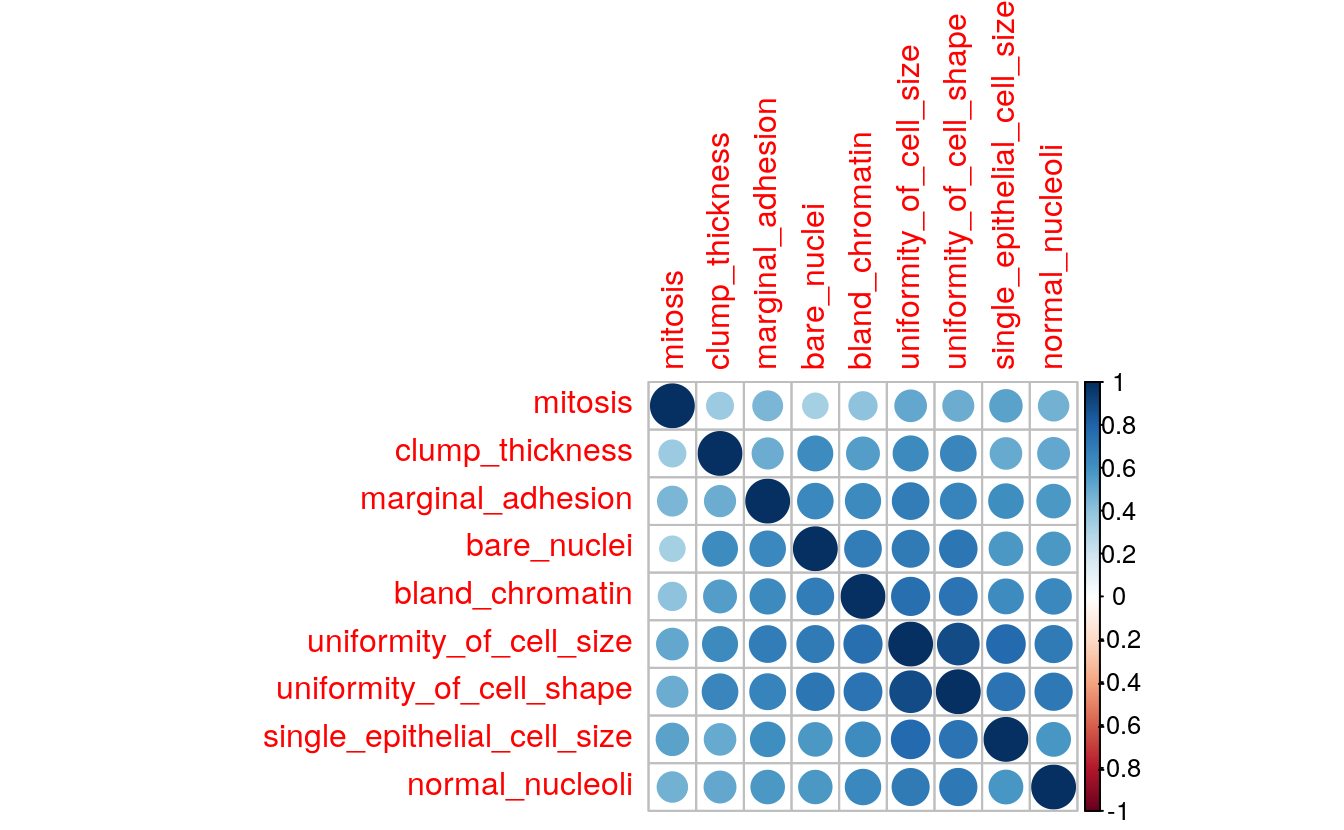 mitosis
clump_thickness
marginal_adhesion
bare_nuclei
bland_chromatin
uniformity_of_cell_size
uniformity_of_cell_shape
single_epithelial_cell_size
normal_nucleoli
mitosis
clump_thickness
marginal_adhesion
bare_nuclei
bland_chromatin
uniformity_of_cell_size
uniformity_of_cell_shape
single_epithelial_cell_size
normal_nucleoli
1
0.8
0.6
0.4
0.2
0
-0.2
-0.4
-0.6
-0.8
-1